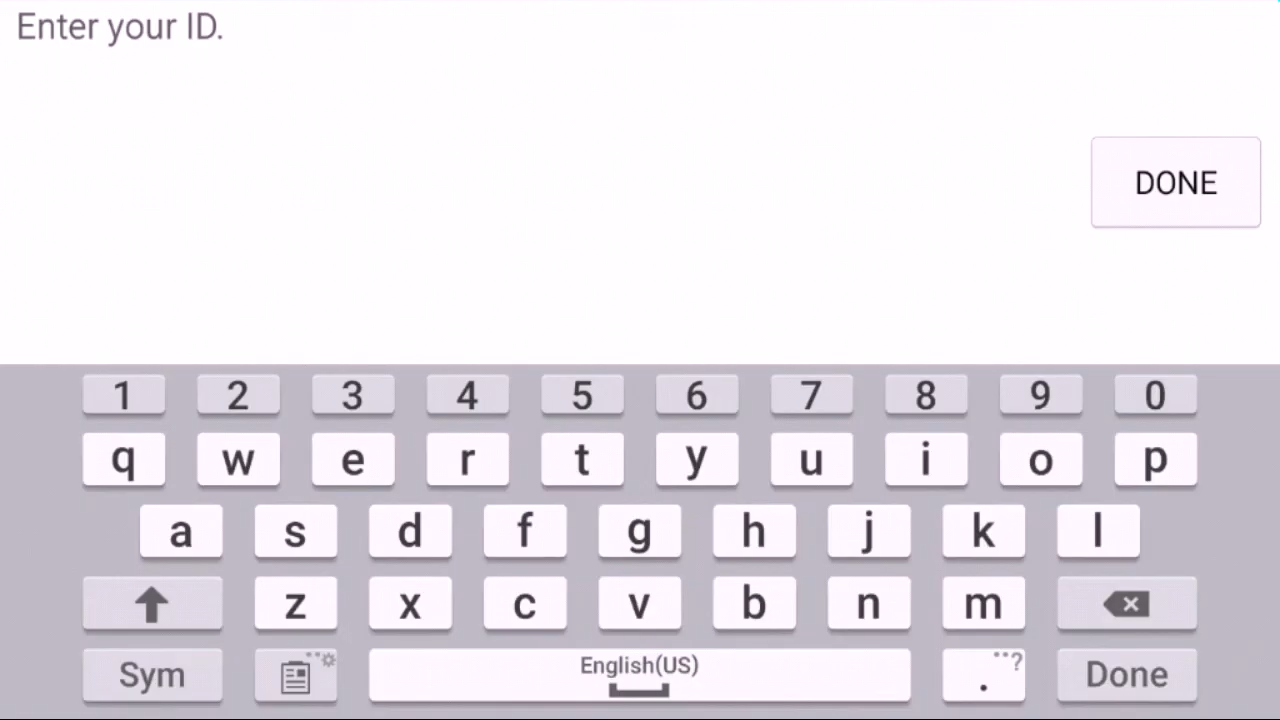 Enter your ID.
DONE
1 2 3 4 5 6 7 8 9 0
q w e r t y u i o p
a s d f g h j k l
z x c v b n m
Sym English(US) . ? Done